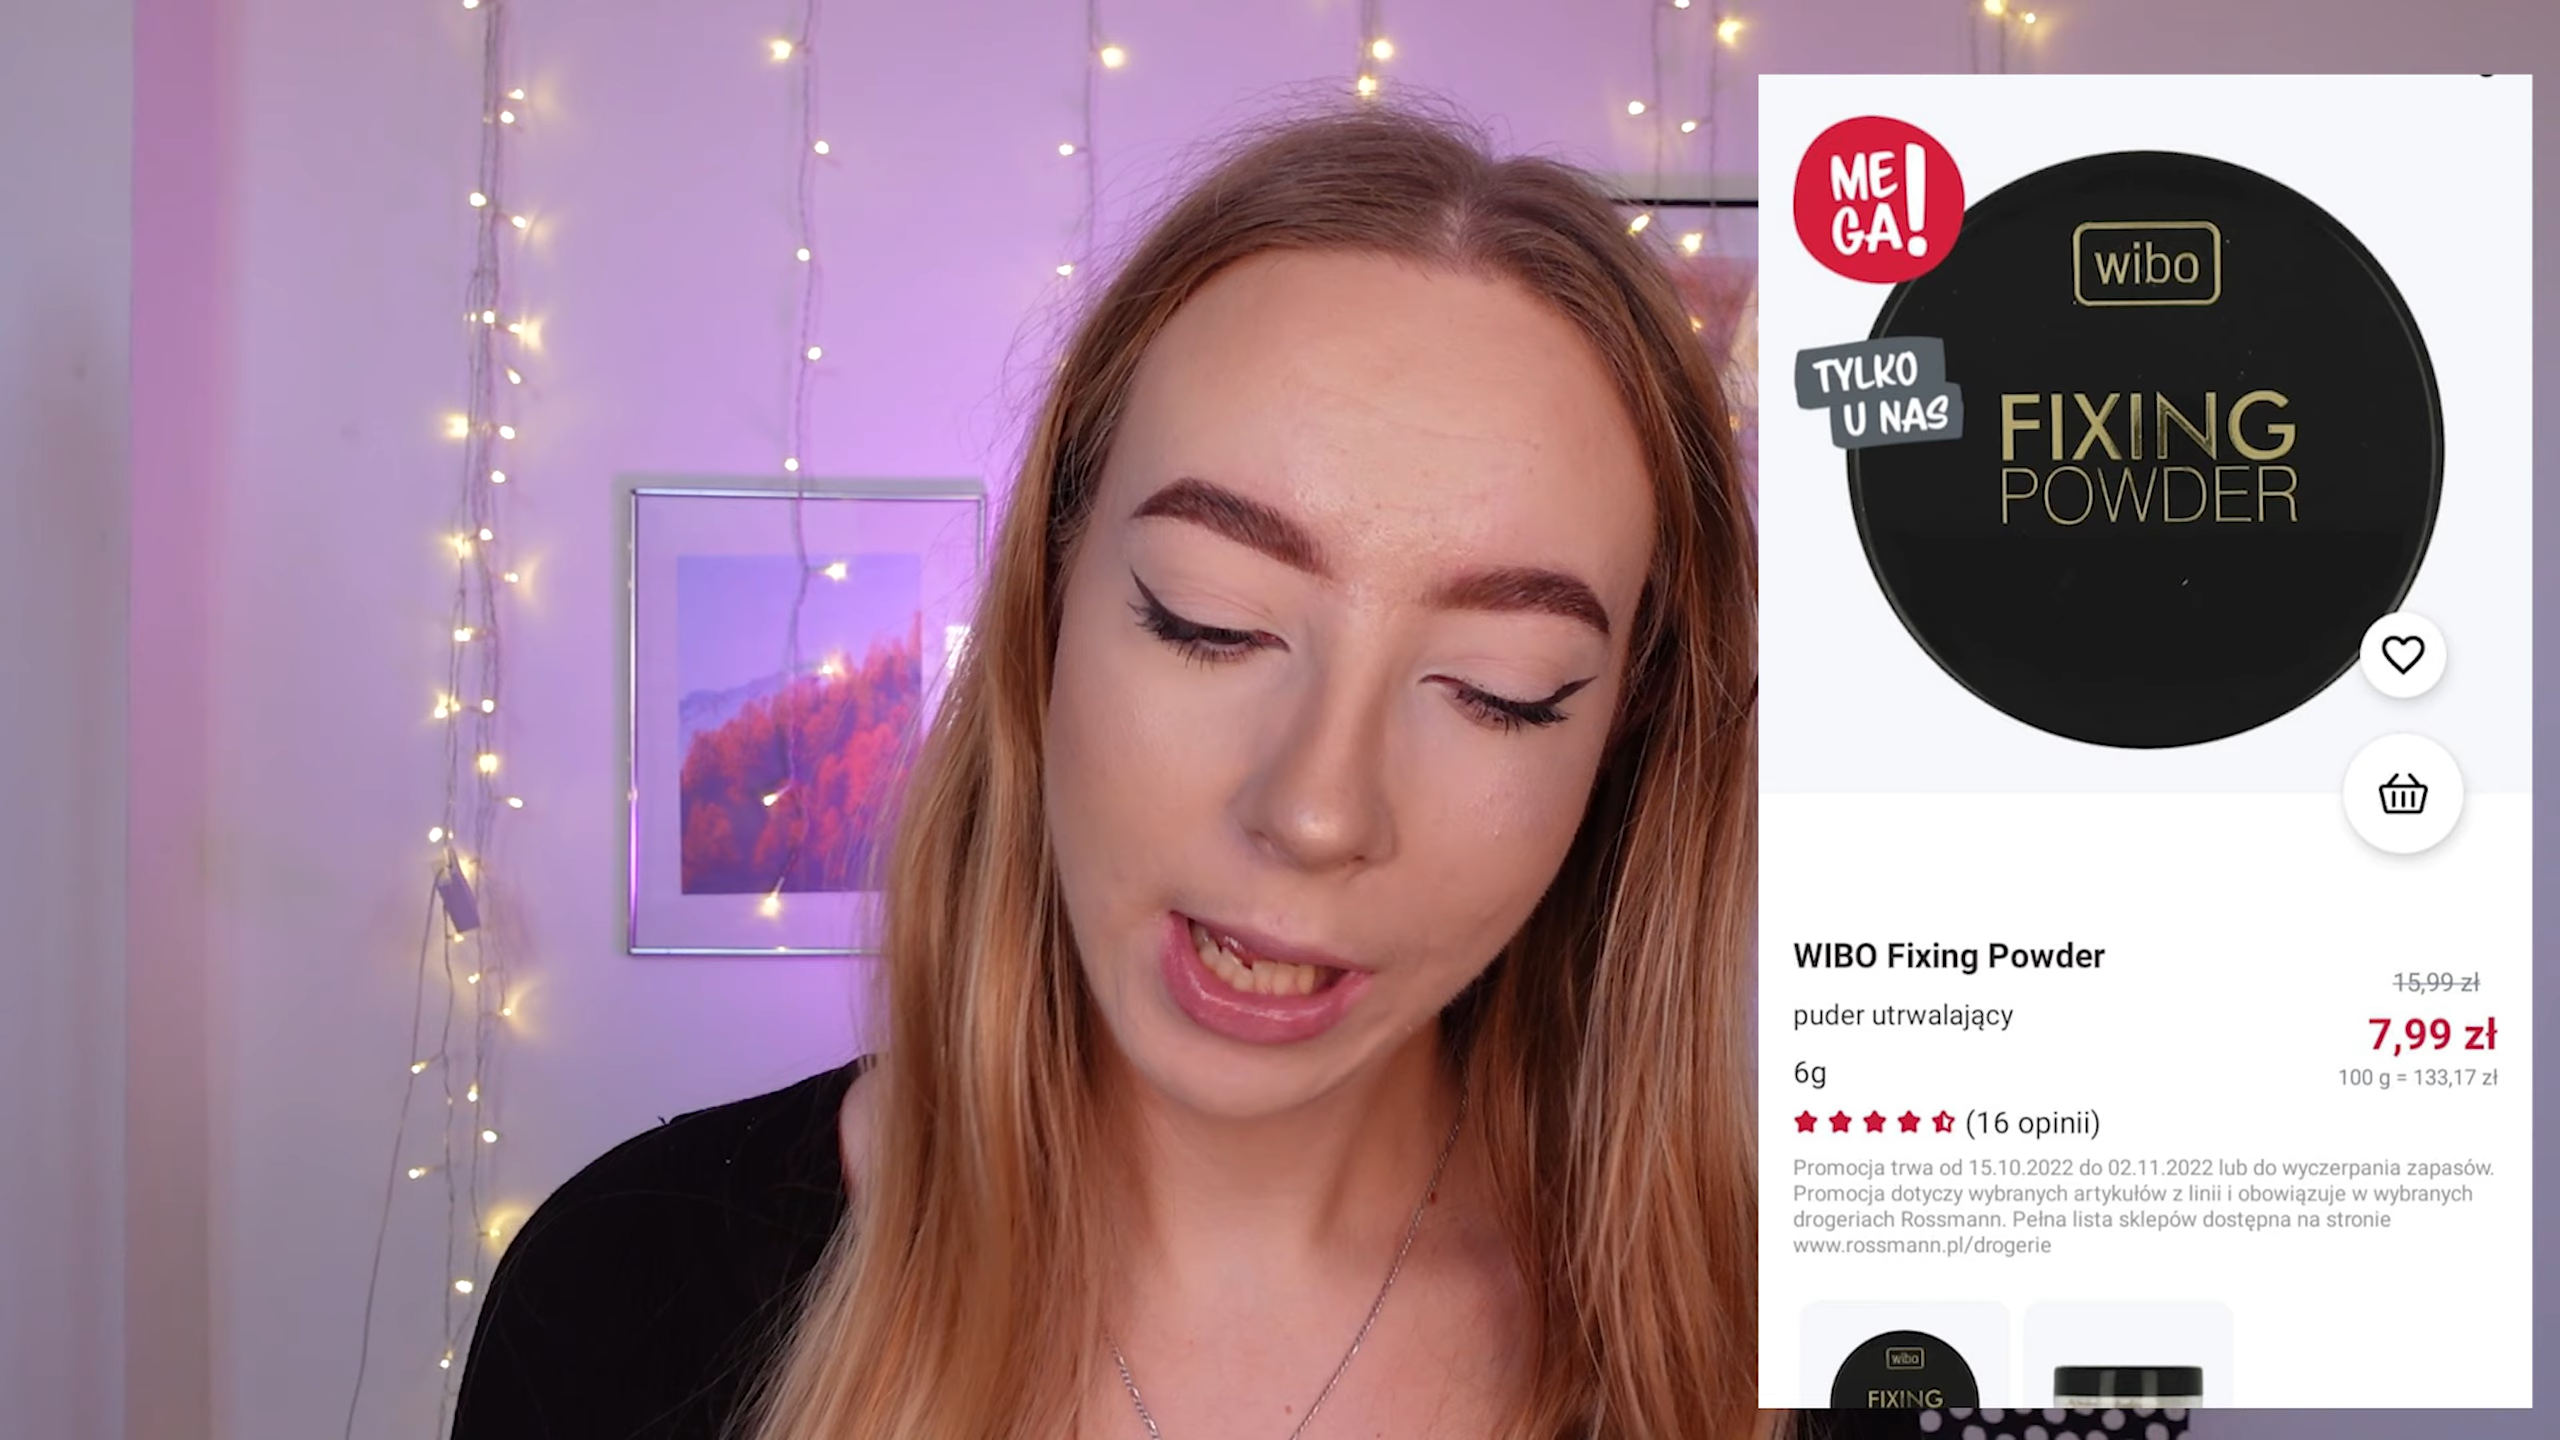 ME
GA!
TYLKO
U NAS
wibo
FIXING
POWDER
WIBO Fixing Powder
15,99 zł
puder utrwalający
7,99 zł
6g
100 g = 133,17 zł
(16 opinii)
Promocja trwa od 15.10.2022 do 02.11.2022 lub do wyczerpania zapasów.
Promocja dotyczy wybranych artykułów z linii i obowiązuje w wybranych
drogeriach Rossmann. Pełna lista sklepów dostępna na stronie
www.rossmann.pl/drogerie
wibo
FIXING